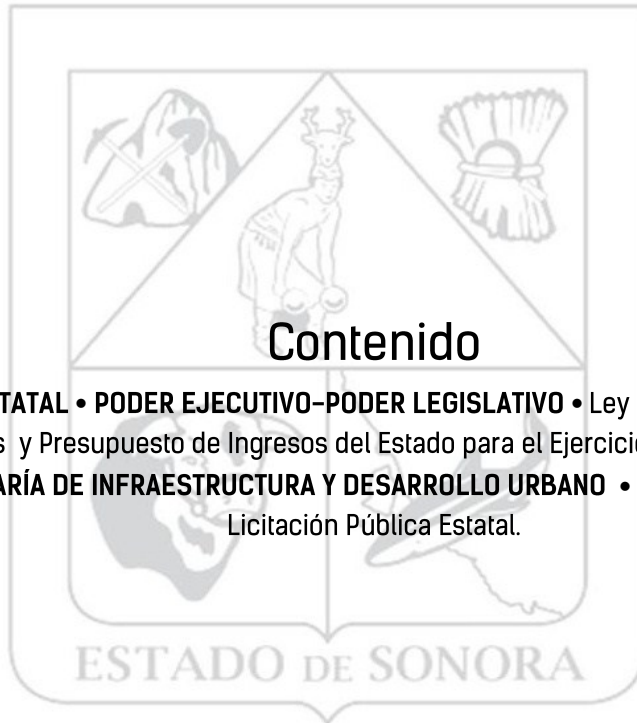 Contenido
TATAL • PODER EJECUTIVO-PODER LEGISLATIVO • Ley
s y Presupuesto de Ingresos del Estado para el Ejercici
ARÍA DE INFRAESTRUCTURA Y DESARROLLO URBANO •
Licitación Pública Estatal.
ESTADO DE SONORA